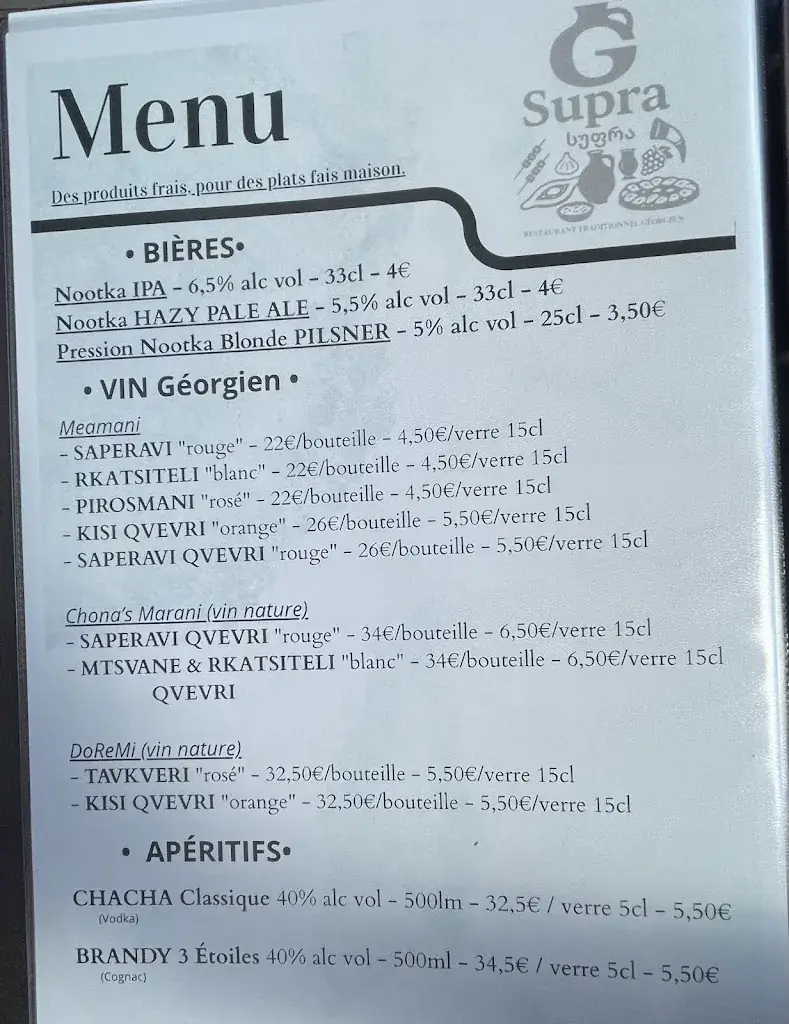 G
Supra
სუფრა
RESTAURANT TRADITIONNEL GÉORGIEN
Menu
Des produits frais, pour des plats fais maison.
• BIÈRES•
Nootka IPA – 6,5% alc vol – 33cl – 4€
Nootka HAZY PALE ALE – 5,5% alc vol – 33cl – 4€
Pression Nootka Blonde PILSNER – 5% alc vol – 25cl – 3,50€
• VIN Géorgien •
Meamani
- SAPERAVI "rouge" – 22€/bouteille – 4,50€/verre 15cl
- RKATSITELI "blanc" – 22€/bouteille – 4,50€/verre 15cl
- PIROSMANI "rosé" – 22€/bouteille – 4,50€/verre 15cl
- KISI QVEVRI "orange" – 26€/bouteille – 5,50€/verre 15cl
- SAPERAVI QVEVRI "rouge" – 26€/bouteille – 5,50€/verre 15cl
Chona's Marani (vin nature)
- SAPERAVI QVEVRI "rouge" – 34€/bouteille – 6,50€/verre 15cl
- MTSVANE & RKATSITELI "blanc" – 34€/bouteille – 6,50€/verre 15cl
QVEVRI
DoReMi (vin nature)
- TAVKVERI "rosé" – 32,50€/bouteille – 5,50€/verre 15cl
- KISI QVEVRI "orange" – 32,50€/bouteille – 5,50€/verre 15cl
• APÉRITIFS•
CHACHA Classique 40% alc vol – 500lm – 32,5€ / verre 5cl – 5,50€
(Vodka)
BRANDY 3 Étoiles 40% alc vol – 500ml – 34,5€ / verre 5cl – 5,50€
(Cognac)